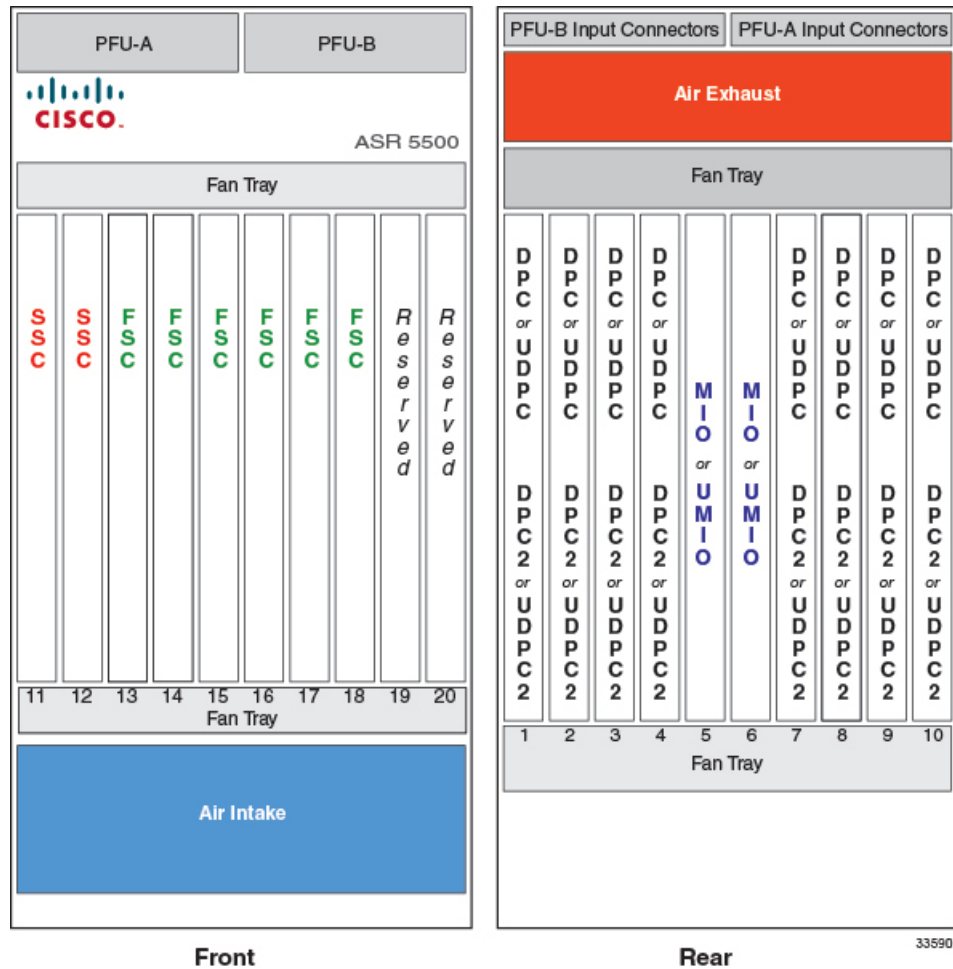 PFU-A
PFU-B
CISCO.
ASR 5500
Fan Tray
SSC
SSC
FSC
FSC
FSC
FSC
FSC
FSC
Reserved
Reserved
11 12 13 14 15 16 17 18 19 20
Fan Tray
Air Intake
Front
PFU-B Input Connectors
PFU-A Input Connectors
Air Exhaust
Fan Tray
DPC or UDPC
DPC2 or UDPC2
DPC or UDPC
DPC2 or UDPC2
DPC or UDPC
DPC2 or UDPC2
DPC or UDPC
DPC2 or UDPC2
MIO or UMIO
MIO or UMIO
DPC or UDPC
DPC2 or UDPC2
DPC or UDPC
DPC2 or UDPC2
DPC or UDPC
DPC2 or UDPC2
DPC or UDPC
DPC2 or UDPC2
1 2 3 4 5 6 7 8 9 10
Fan Tray
Rear
33590